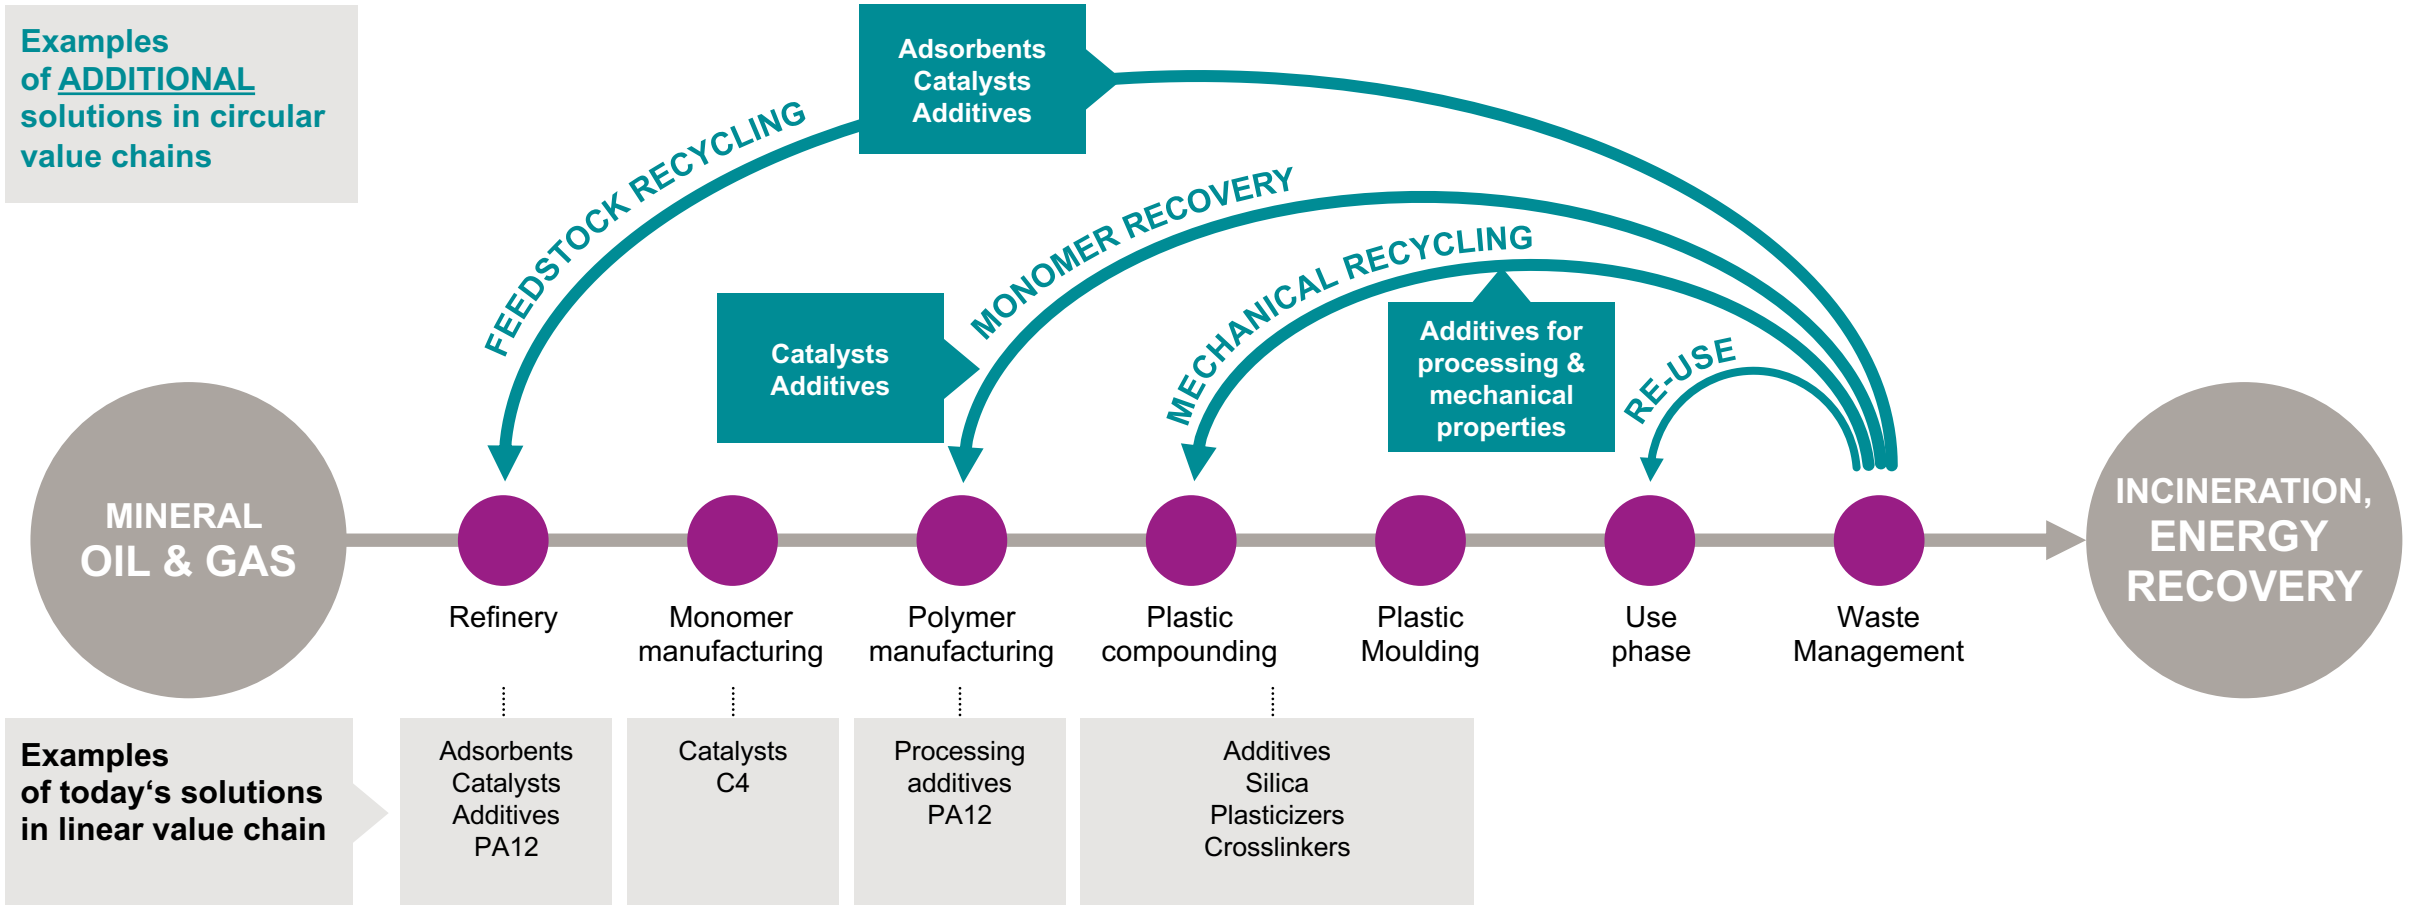 Examples
of ADDITIONAL
solutions in circular
value chains
Adsorbents
Catalysts
Additives
FEEDSTOCK RECYCLING
MONOMER RECOVERY
MECHANICAL RECYCLING
RE-USE
Catalysts
Additives
Additives for
processing &
mechanical
properties
MINERAL
OIL & GAS
INCINERATION,
ENERGY
RECOVERY
Refinery
Monomer
manufacturing
Polymer
manufacturing
Plastic
compounding
Plastic
Moulding
Use
phase
Waste
Management
Examples
of today‘s solutions
in linear value chain
Adsorbents
Catalysts
Additives
PA12
Catalysts
C4
Processing
additives
PA12
Additives
Silica
Plasticizers
Crosslinkers